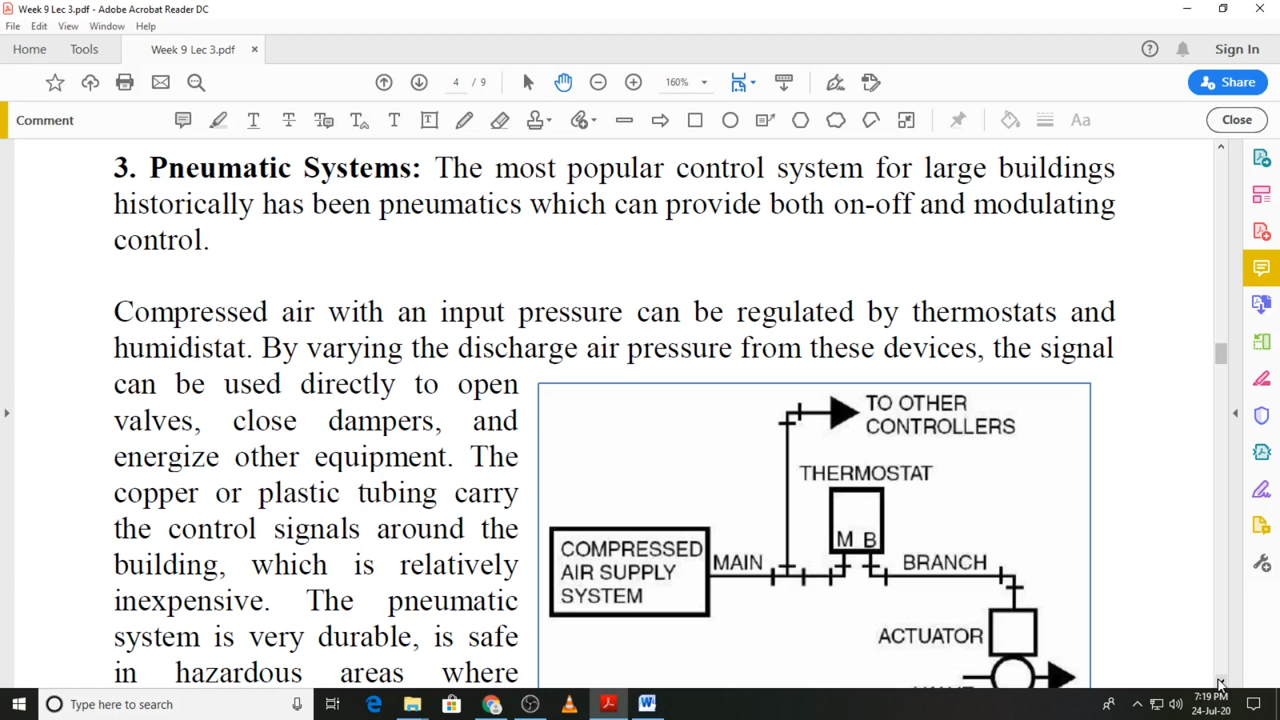 Week 9 Lec 3.pdf - Adobe Acrobat Reader DC
File Edit View Window Help
Home Tools Week 9 Lec 3.pdf × Sign In
4 / 9 160% Share
Comment Close
3. Pneumatic Systems: The most popular control system for large buildings
historically has been pneumatics which can provide both on-off and modulating
control.
Compressed air with an input pressure can be regulated by thermostats and
humidistat. By varying the discharge air pressure from these devices, the signal
can be used directly to open
valves, close dampers, and
energize other equipment. The
copper or plastic tubing carry
the control signals around the
building, which is relatively
inexpensive. The pneumatic
system is very durable, is safe
in hazardous areas where
TO OTHER
CONTROLLERS
THERMOSTAT
M B
COMPRESSED
AIR SUPPLY
SYSTEM
MAIN
BRANCH
ACTUATOR
Type here to search
7:19 PM
24-Jul-20